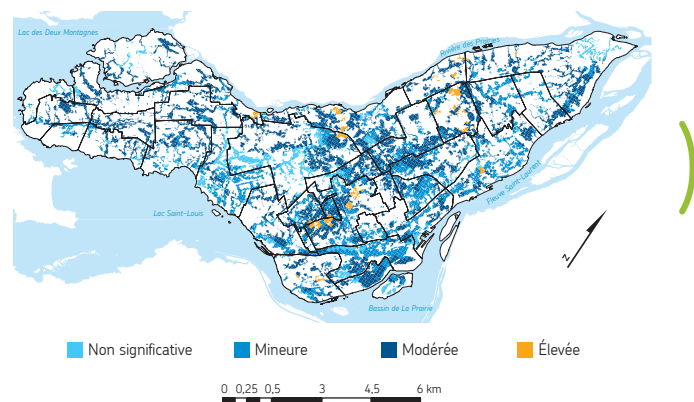 Lac des Deux Montagnes
Rivière des Prairies
Lac Saint-Louis
Fleuve Saint-Laurent
N
Bassin de La Prairie
Non significative Mineure Modérée Élevée
0 0,25 0,5 3 4,5 6 km